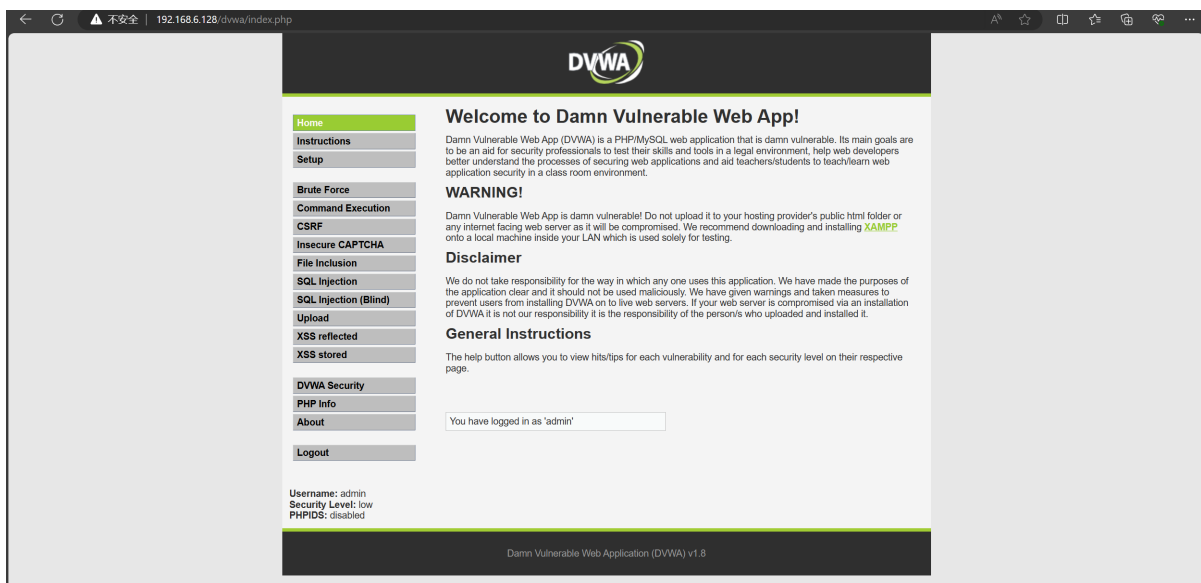 不安全 | 192.168.6.128/dvwa/index.php
DVWA
Home
Instructions
Setup
Brute Force
Command Execution
CSRF
Insecure CAPTCHA
File Inclusion
SQL Injection
SQL Injection (Blind)
Upload
XSS reflected
XSS stored
DVWA Security
PHP Info
About
Logout
Username: admin
Security Level: low
PHPIDS: disabled
Welcome to Damn Vulnerable Web App!
Damn Vulnerable Web App (DVWA) is a PHP/MySQL web application that is damn vulnerable. Its main goals are
to be an aid for security professionals to test their skills and tools in a legal environment, help web developers
better understand the processes of securing web applications and aid teachers/students to teach/learn web
application security in a class room environment.
WARNING!
Damn Vulnerable Web App is damn vulnerable! Do not upload it to your hosting provider's public html folder or
any internet facing web server as it will be compromised. We recommend downloading and installing XAMPP
onto a local machine inside your LAN which is used solely for testing.
Disclaimer
We do not take responsibility for the way in which any one uses this application. We have made the purposes of
the application clear and it should not be used maliciously. We have given warnings and taken measures to
prevent users from installing DVWA on to live web servers. If your web server is compromised via an installation
of DVWA it is not our responsibility it is the responsibility of the person/s who uploaded and installed it.
General Instructions
The help button allows you to view hits/tips for each vulnerability and for each security level on their respective
page.
You have logged in as 'admin'
Damn Vulnerable Web Application (DVWA) v1.8